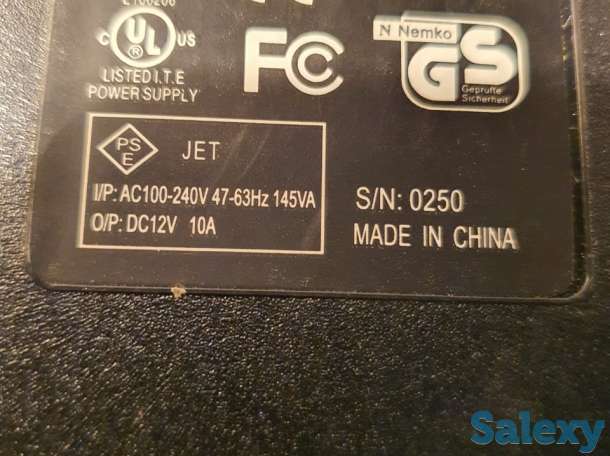 C UL US
®
LISTED I.T.E
POWER SUPPLY
FC
N Nemko
GS
Geprüfte
Sicherheit
PS
E
JET
I/P: AC100-240V 47-63Hz 145VA
O/P: DC12V 10A
S/N: 0250
MADE IN CHINA
Salexy